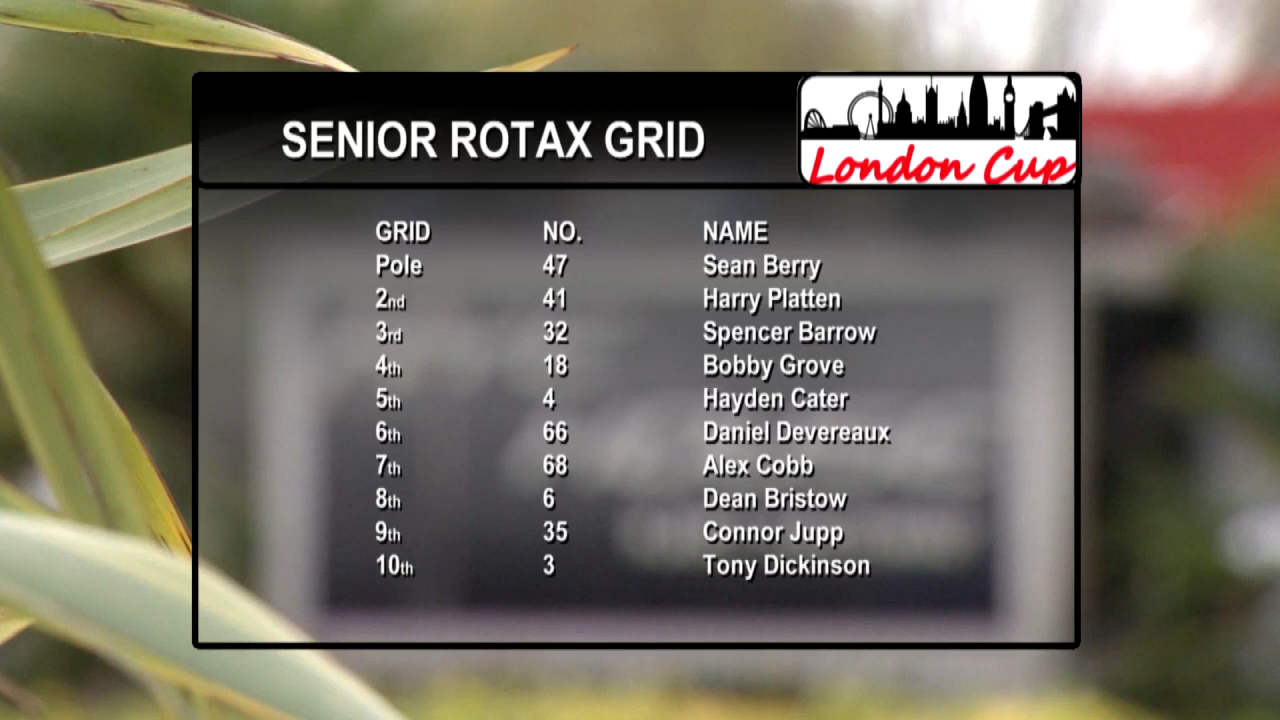 SENIOR ROTAX GRID
London Cup
GRID NO. NAME
Pole 47 Sean Berry
2nd 41 Harry Platten
3rd 32 Spencer Barrow
4th 18 Bobby Grove
5th 4 Hayden Cater
6th 66 Daniel Devereaux
7th 68 Alex Cobb
8th 6 Dean Bristow
9th 35 Connor Jupp
10th 3 Tony Dickinson